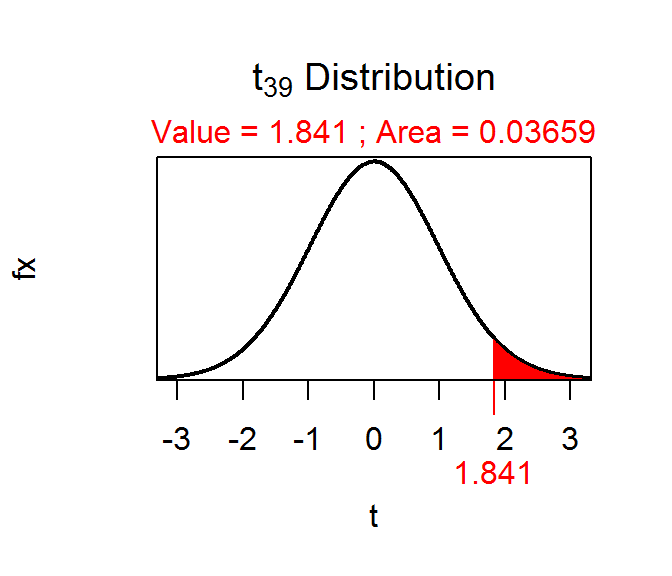 t39 Distribution
Value = 1.841 ; Area = 0.03659
fx
-3 -2 -1 0 1 2 3
1.841
t